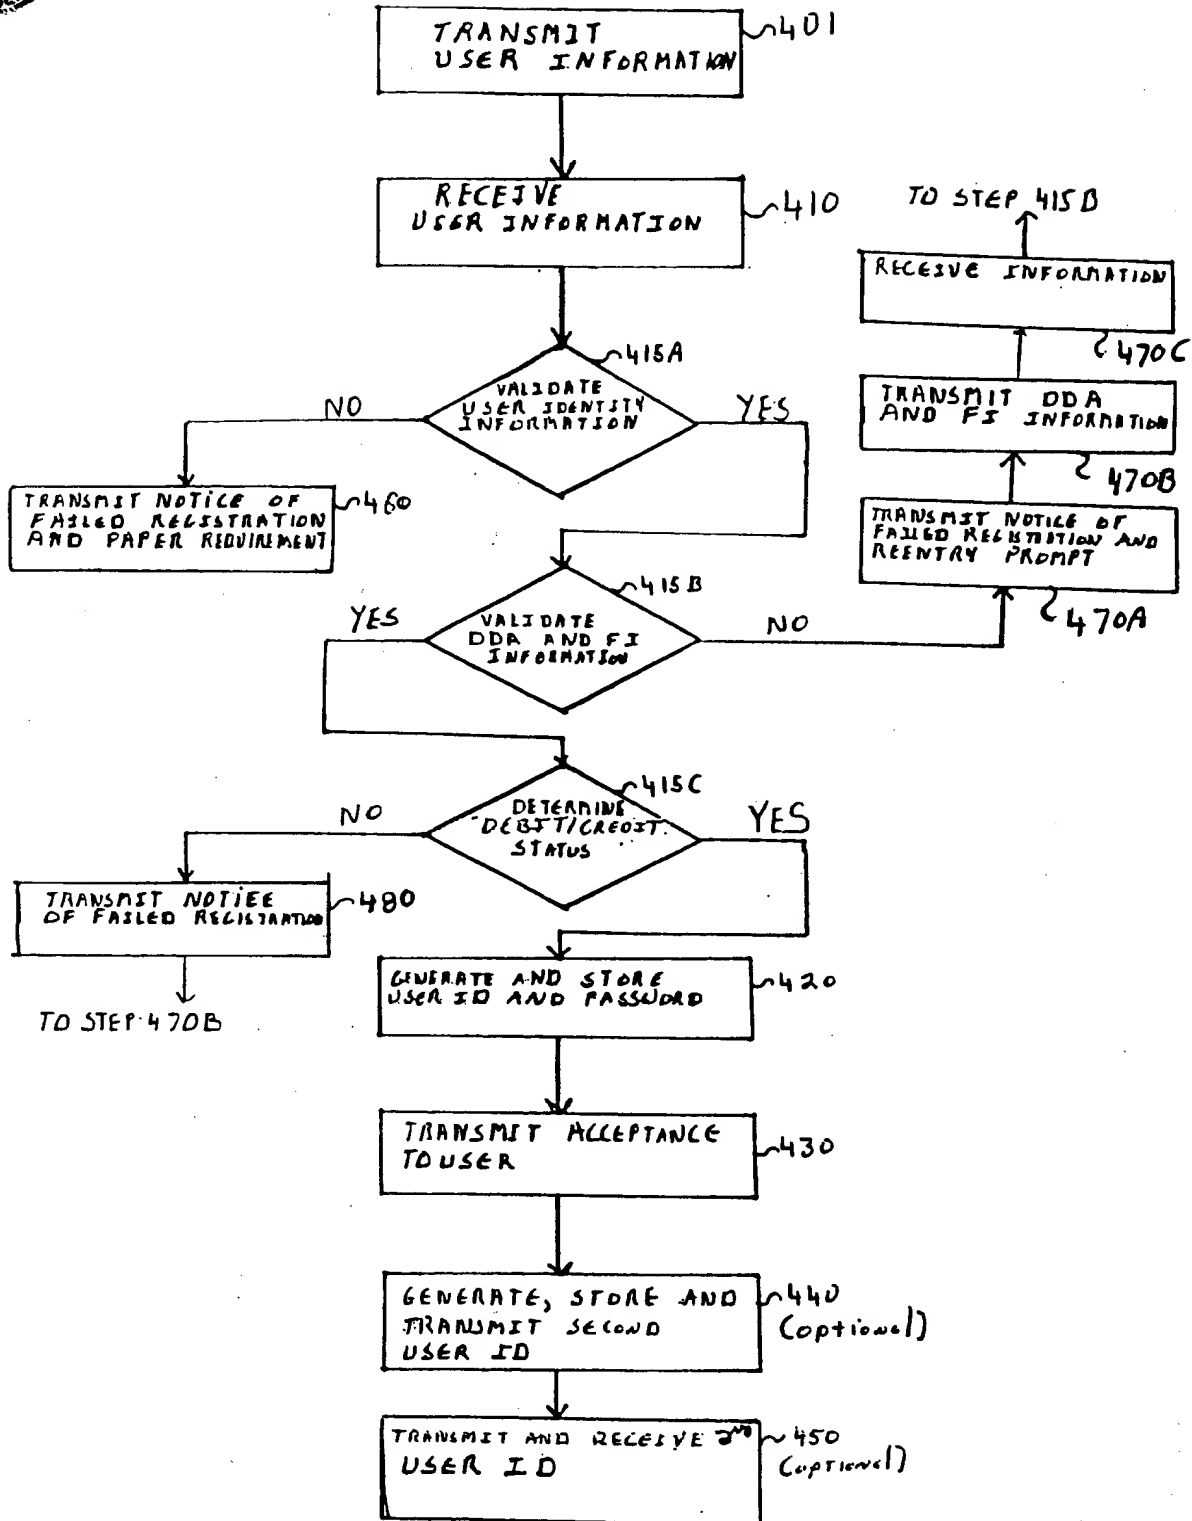 TRANSMIT
USER INFORMATION
401
RECEIVE
USER INFORMATION
410
TO STEP 415B
RECEIVE INFORMATION
470C
415A
VALIDATE
USER IDENTITY
INFORMATION
NO
YES
TRANSMIT DDA
AND FI INFORMATION
470B
TRANSMIT NOTICE OF
FAILED REGISTRATION
AND PAPER REQUIREMENT
460
TRANSMIT NOTICE OF
FAILED REGISTRATION AND
REENTRY PROMPT
470A
415B
VALIDATE
DDA AND FI
INFORMATION
YES
NO
415C
DETERMINE
DEBIT/CREDIT
STATUS
NO
YES
TRANSMIT NOTICE
OF FAILED REGISTRATION
480
TO STEP 470B
GENERATE AND STORE
USER ID AND PASSWORD
420
TRANSMIT ACCEPTANCE
TO USER
430
GENERATE, STORE AND
TRANSMIT SECOND
USER ID
440
(optional)
TRANSMIT AND RECEIVE 2ND
USER ID
450
(optional)